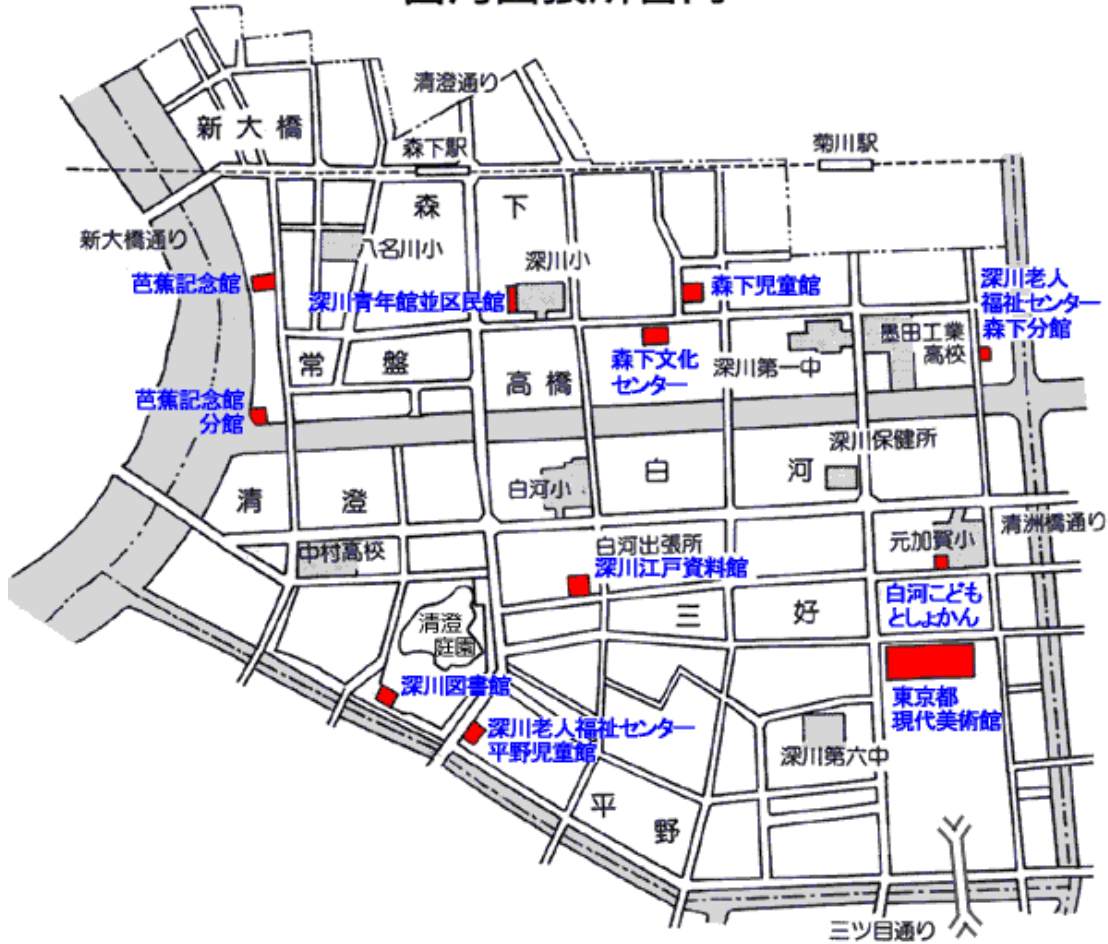 清澄通り
新大橋
森下駅
菊川駅
森下
新大橋通り
八名川小
深川小
芭蕉記念館
深川青年館並区民館
森下児童館
深川老人
福祉センター
森下分館
常盤
高橋
森下文化
センター
深川第一中
墨田工業
高校
芭蕉記念館
分館
深川保健所
白河
清澄
白河小
清洲橋通り
中村高校
白河出張所
深川江戸資料館
元加賀小
白河こども
としょかん
三好
清澄
庭園
深川図書館
東京都
現代美術館
深川老人福祉センター
平野児童館
深川第六中
平野
三ツ目通り